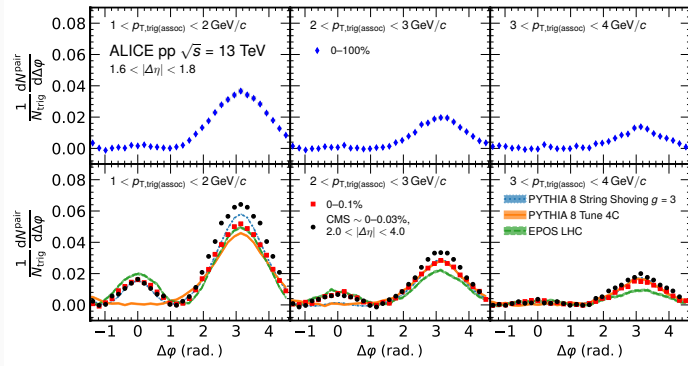 1 < p_T,trig(assoc) < 2 GeV/c
2 < p_T,trig(assoc) < 3 GeV/c
3 < p_T,trig(assoc) < 4 GeV/c
ALICE pp √s = 13 TeV
1.6 < |Δη| < 1.8
0–100%
0.08
0.06
0.04
0.02
0.00
1/N_trig dN^pair/dΔφ
1 < p_T,trig(assoc) < 2 GeV/c
2 < p_T,trig(assoc) < 3 GeV/c
3 < p_T,trig(assoc) < 4 GeV/c
0–0.1%
CMS ~ 0–0.03%,
2.0 < |Δη| < 4.0
PYTHIA 8 String Shoving g = 3
PYTHIA 8 Tune 4C
EPOS LHC
0.08
0.06
0.04
0.02
0.00
1/N_trig dN^pair/dΔφ
−1 0 1 2 3 4
−1 0 1 2 3 4
−1 0 1 2 3 4
Δφ (rad.)
Δφ (rad.)
Δφ (rad.)